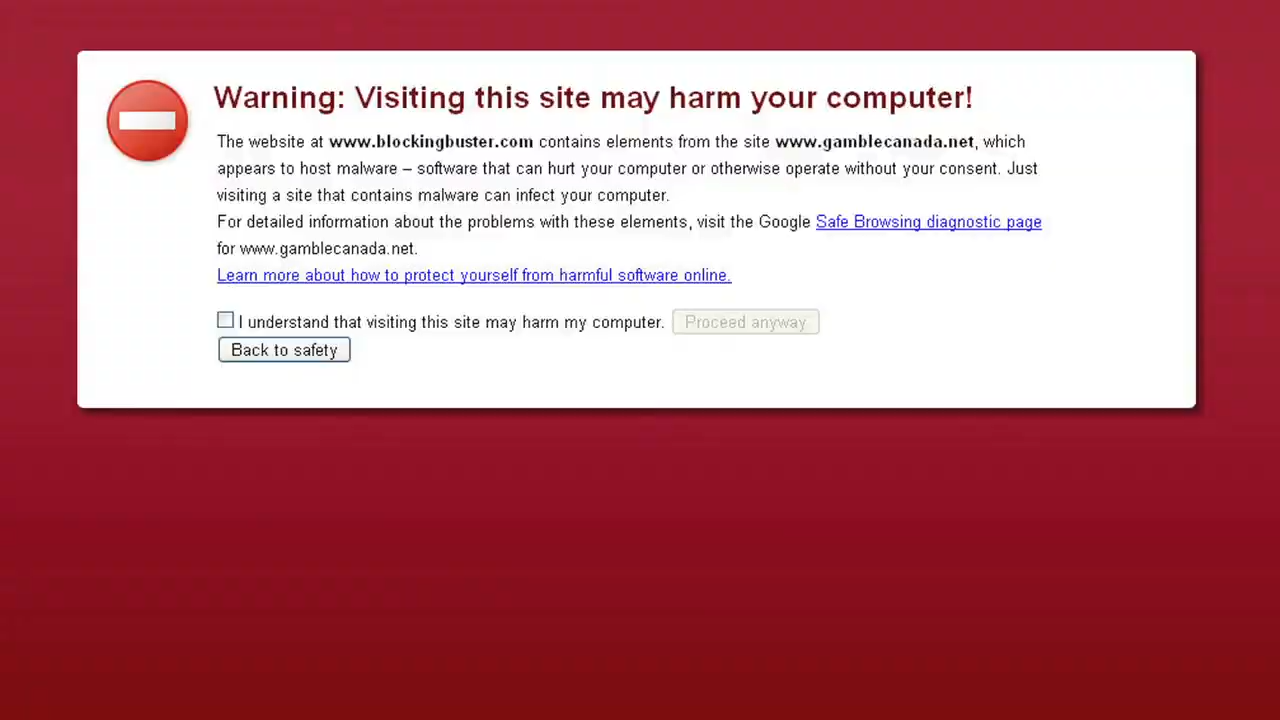 Warning: Visiting this site may harm your computer!
The website at www.blockingbuster.com contains elements from the site www.gamblecanada.net, which
appears to host malware – software that can hurt your computer or otherwise operate without your consent. Just
visiting a site that contains malware can infect your computer.
For detailed information about the problems with these elements, visit the Google Safe Browsing diagnostic page
for www.gamblecanada.net.
Learn more about how to protect yourself from harmful software online.
I understand that visiting this site may harm my computer. Proceed anyway
Back to safety